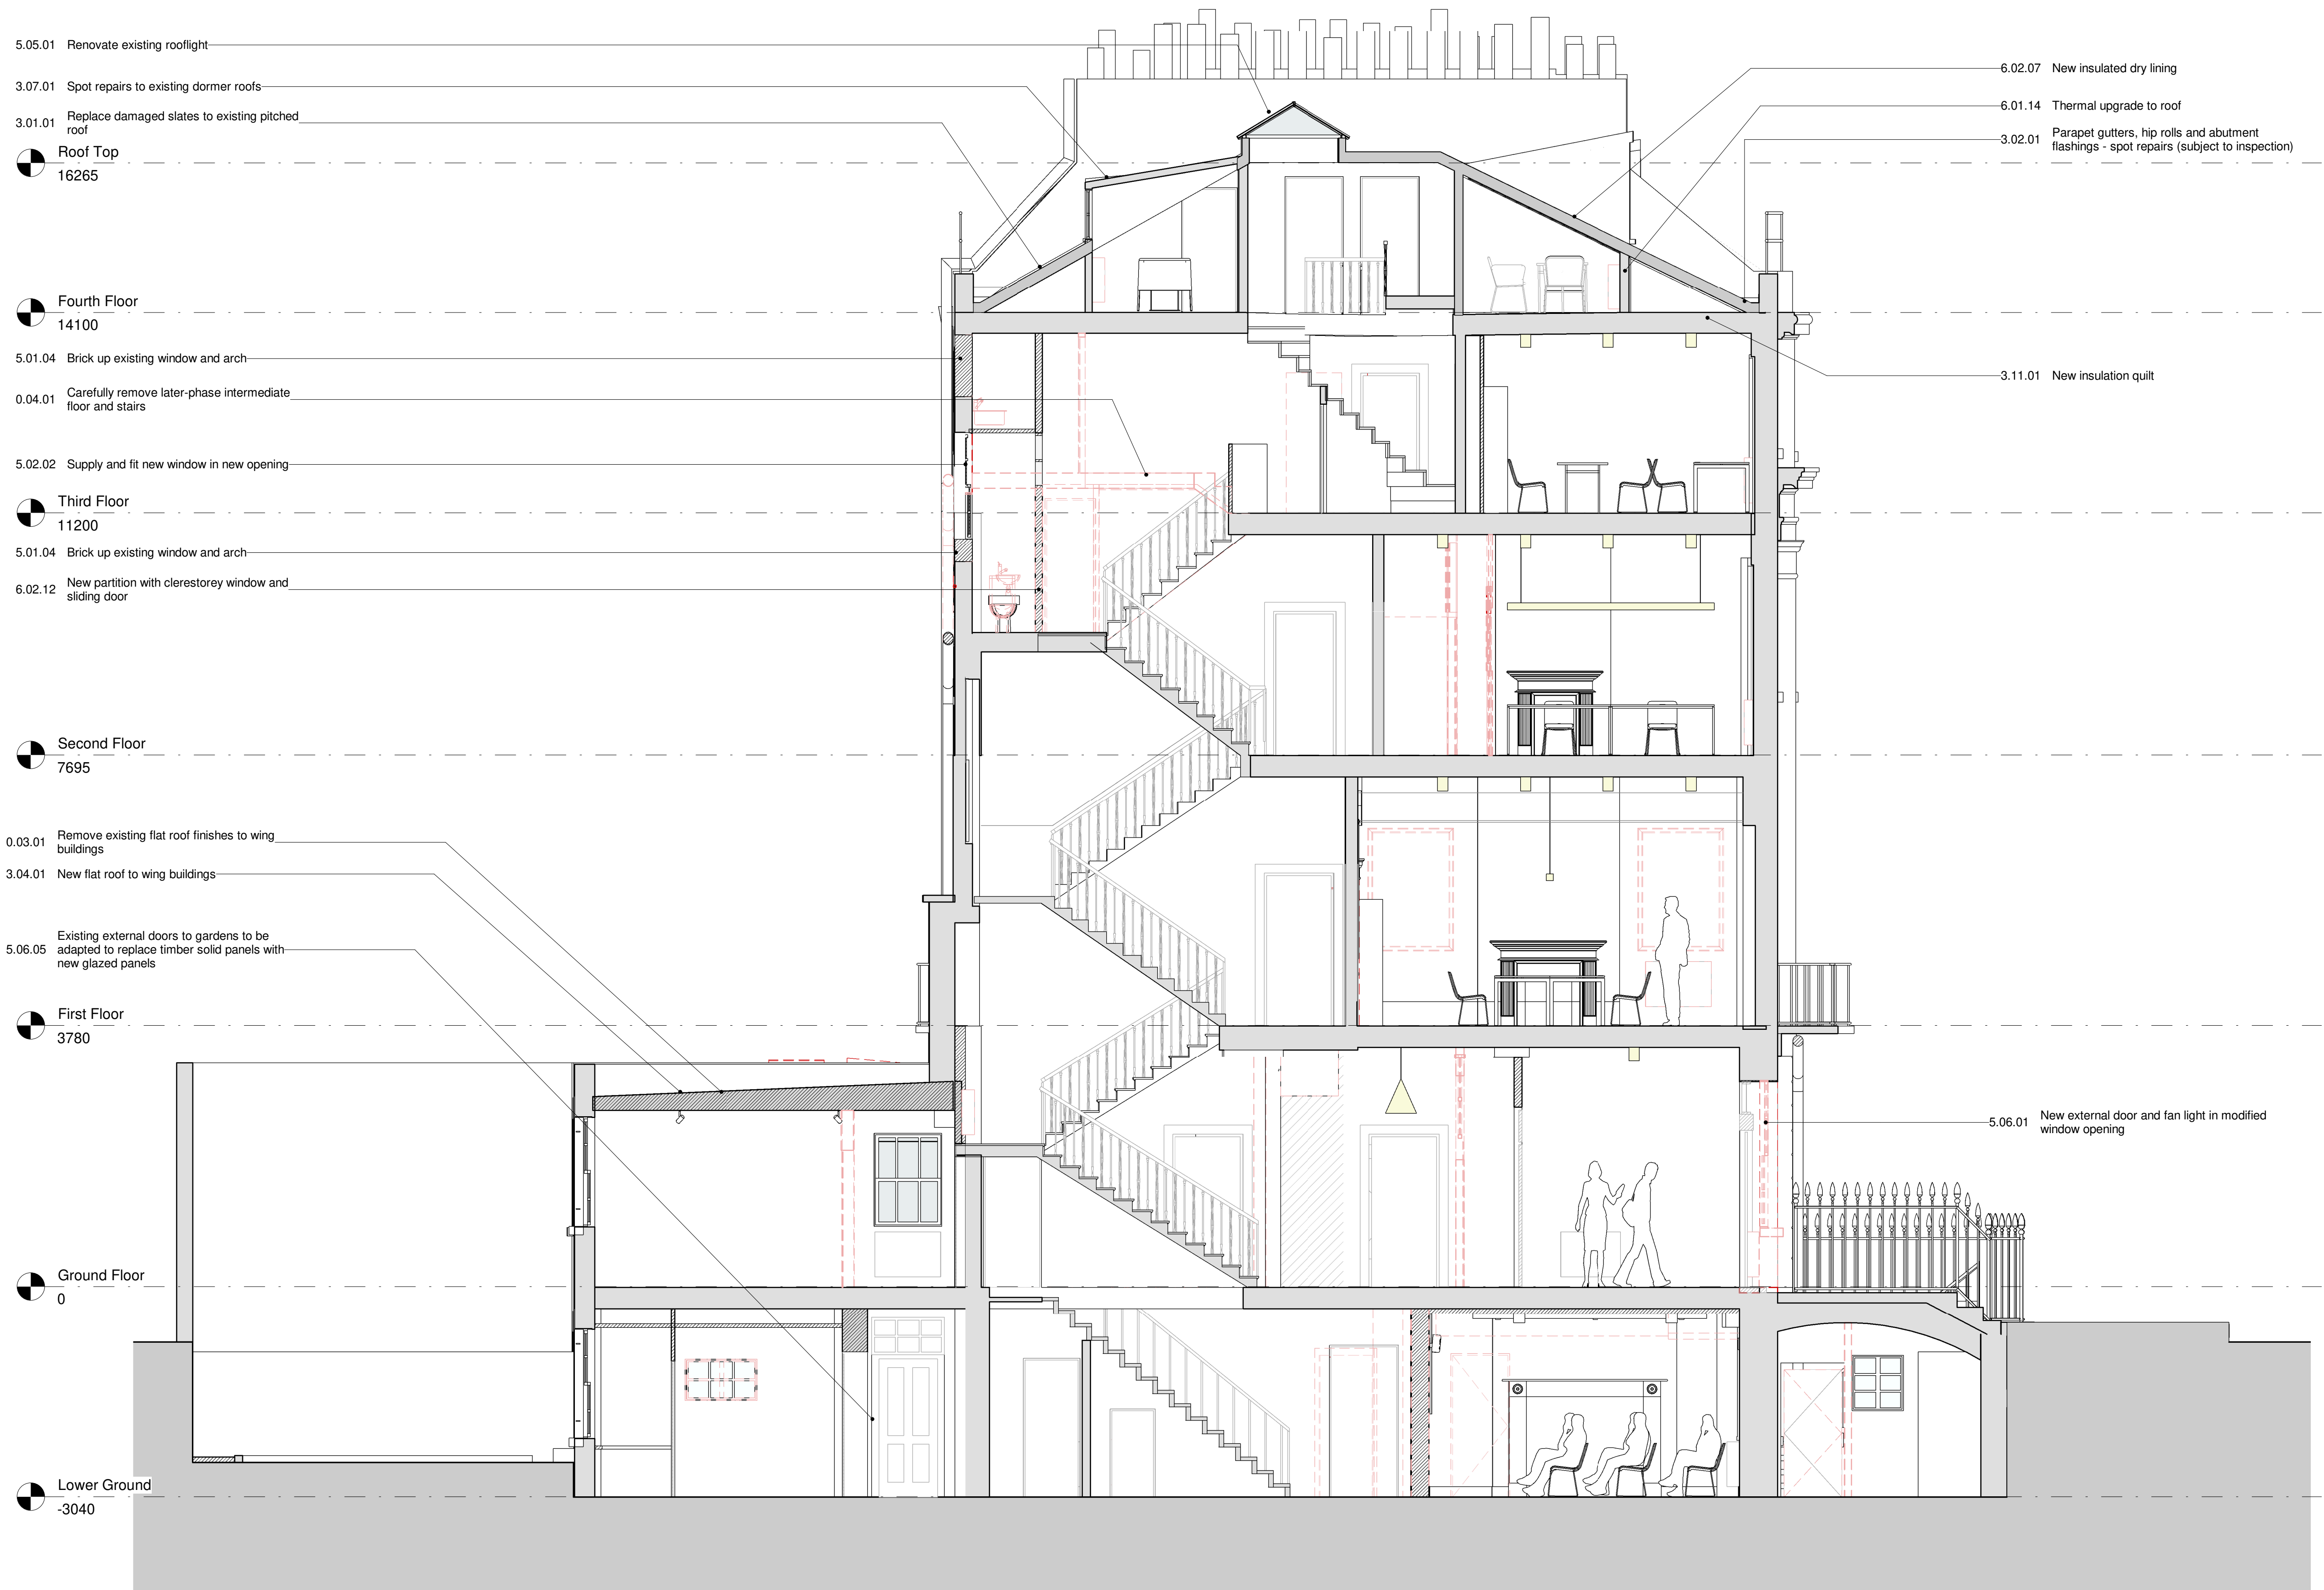 5.05.01 Renovate existing rooflight
3.07.01 Spot repairs to existing dormer roofs
3.01.01 Replace damaged slates to existing pitched
roof
Roof Top
16265
Fourth Floor
14100
5.01.04 Brick up existing window and arch
0.04.01 Carefully remove later-phase intermediate
floor and stairs
5.02.02 Supply and fit new window in new opening
Third Floor
11200
5.01.04 Brick up existing window and arch
6.02.12 New partition with clerestorey window and
sliding door
Second Floor
7695
0.03.01 Remove existing flat roof finishes to wing
buildings
3.04.01 New flat roof to wing buildings
5.06.05 Existing external doors to gardens to be
adapted to replace timber solid panels with
new glazed panels
First Floor
3780
Ground Floor
0
Lower Ground
-3040
6.02.07 New insulated dry lining
6.01.14 Thermal upgrade to roof
3.02.01 Parapet gutters, hip rolls and abutment
flashings - spot repairs (subject to inspection)
3.11.01 New insulation quilt
5.06.01 New external door and fan light in modified
window opening